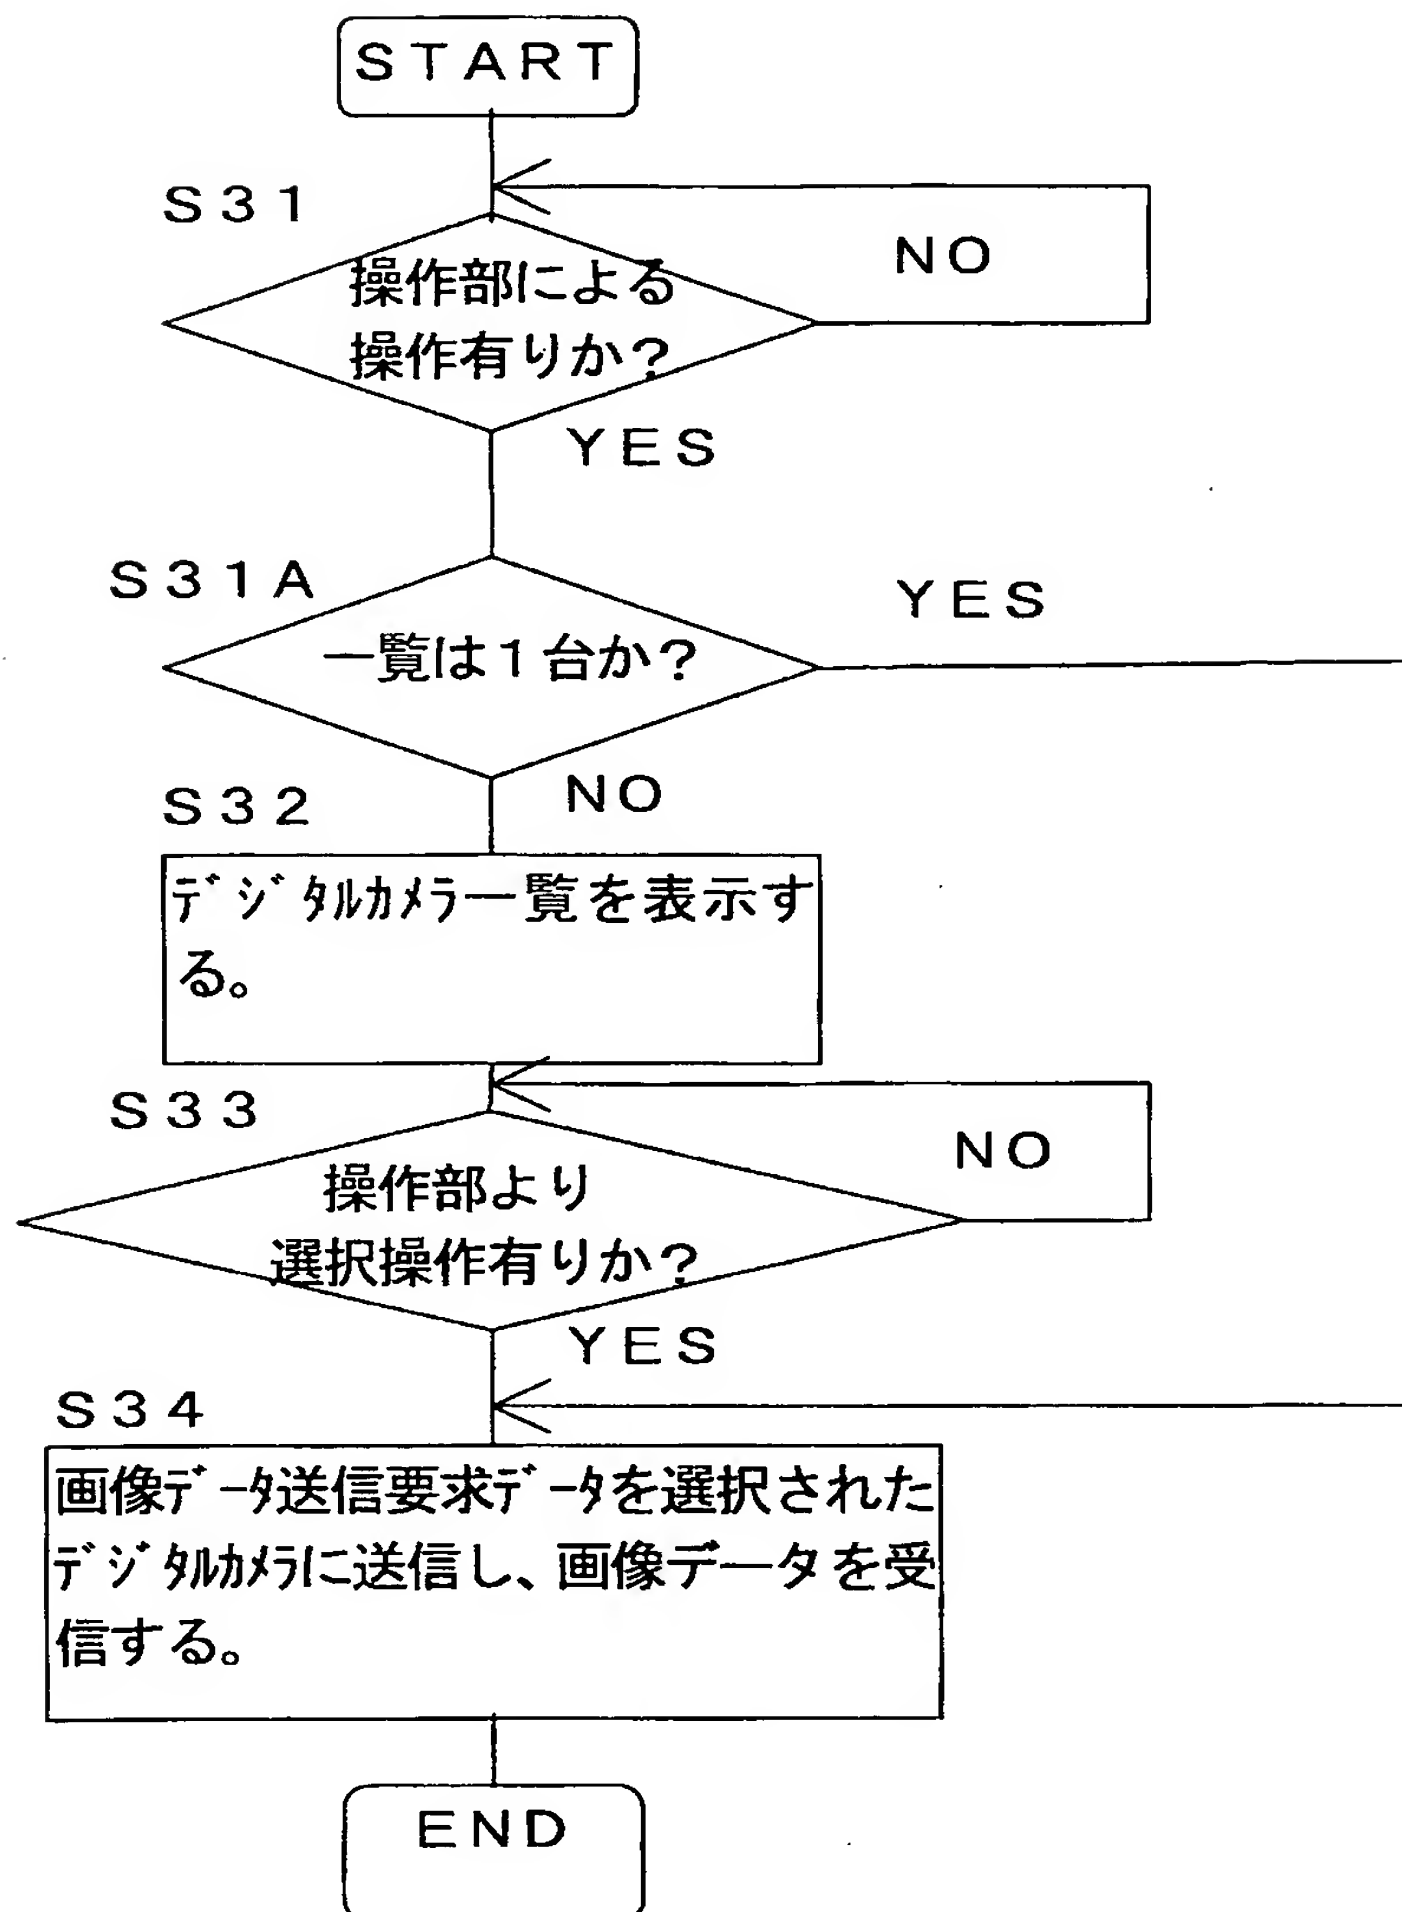 START
S31
NO
操作部による
操作有りか?
YES
S31A
YES
一覧は1台か?
NO
S32
デジタルカメラ一覧を表示す
る。
S33
NO
操作部より
選択操作有りか?
YES
S34
画像データ送信要求データを選択された
デジタルカメラに送信し、画像データを受
信する。
END